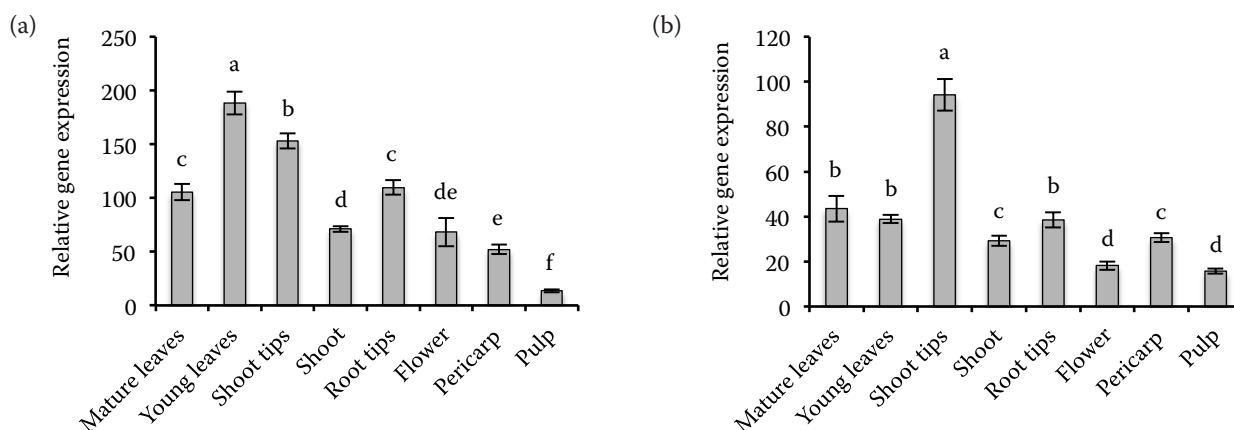 (a)
Relative gene expression
250
200
150
100
50
0
c
a
b
d
c
de
e
f
Mature leaves
Young leaves
Shoot tips
Shoot
Root tips
Flower
Pericarp
Pulp
(b)
Relative gene expression
120
100
80
60
40
20
0
b
b
a
c
b
d
c
d
Mature leaves
Young leaves
Shoot tips
Shoot
Root tips
Flower
Pericarp
Pulp